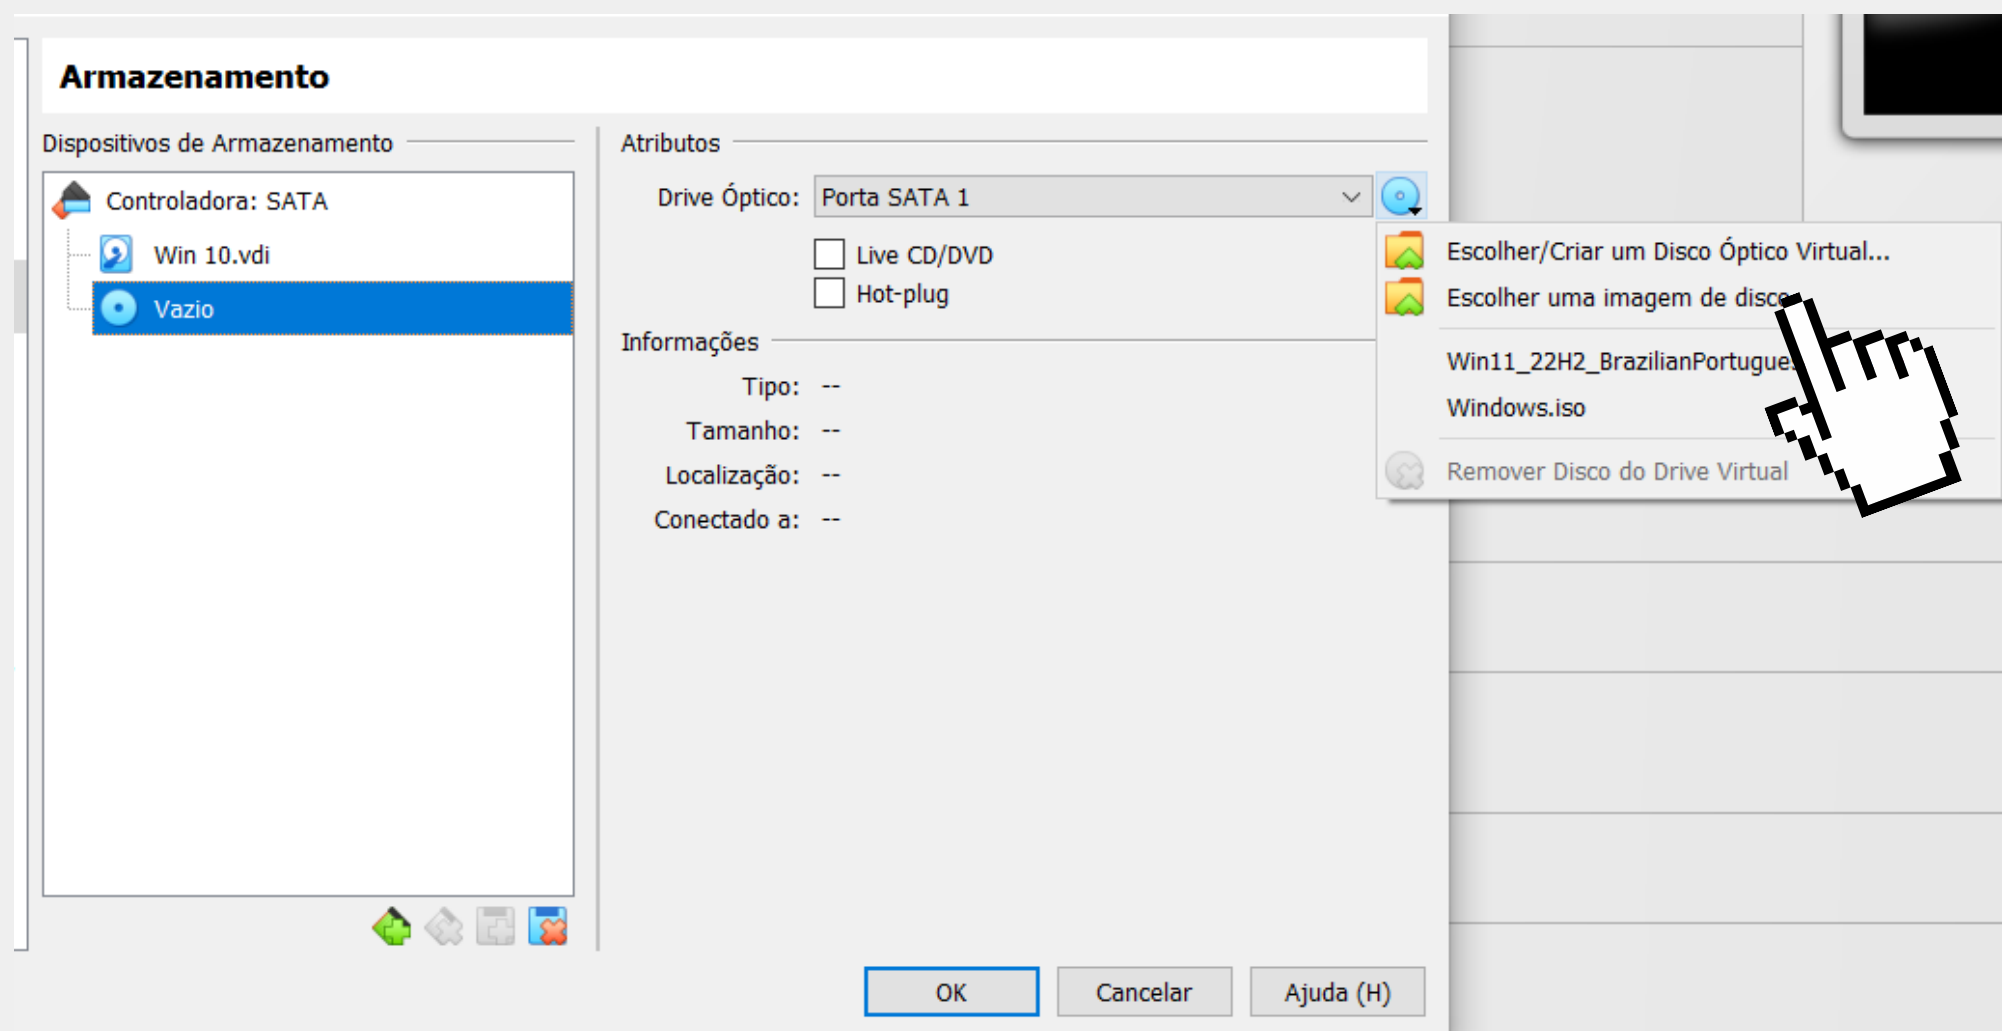 Armazenamento
Dispositivos de Armazenamento
Controladora: SATA
Win 10.vdi
Vazio
Atributos
Drive Óptico: Porta SATA 1
Live CD/DVD
Hot-plug
Informações
Tipo: --
Tamanho: --
Localização: --
Conectado a: --
Escolher/Criar um Disco Óptico Virtual...
Escolher uma imagem de disco
Win11_22H2_BrazilianPortugues
Windows.iso
Remover Disco do Drive Virtual
OK
Cancelar
Ajuda (H)